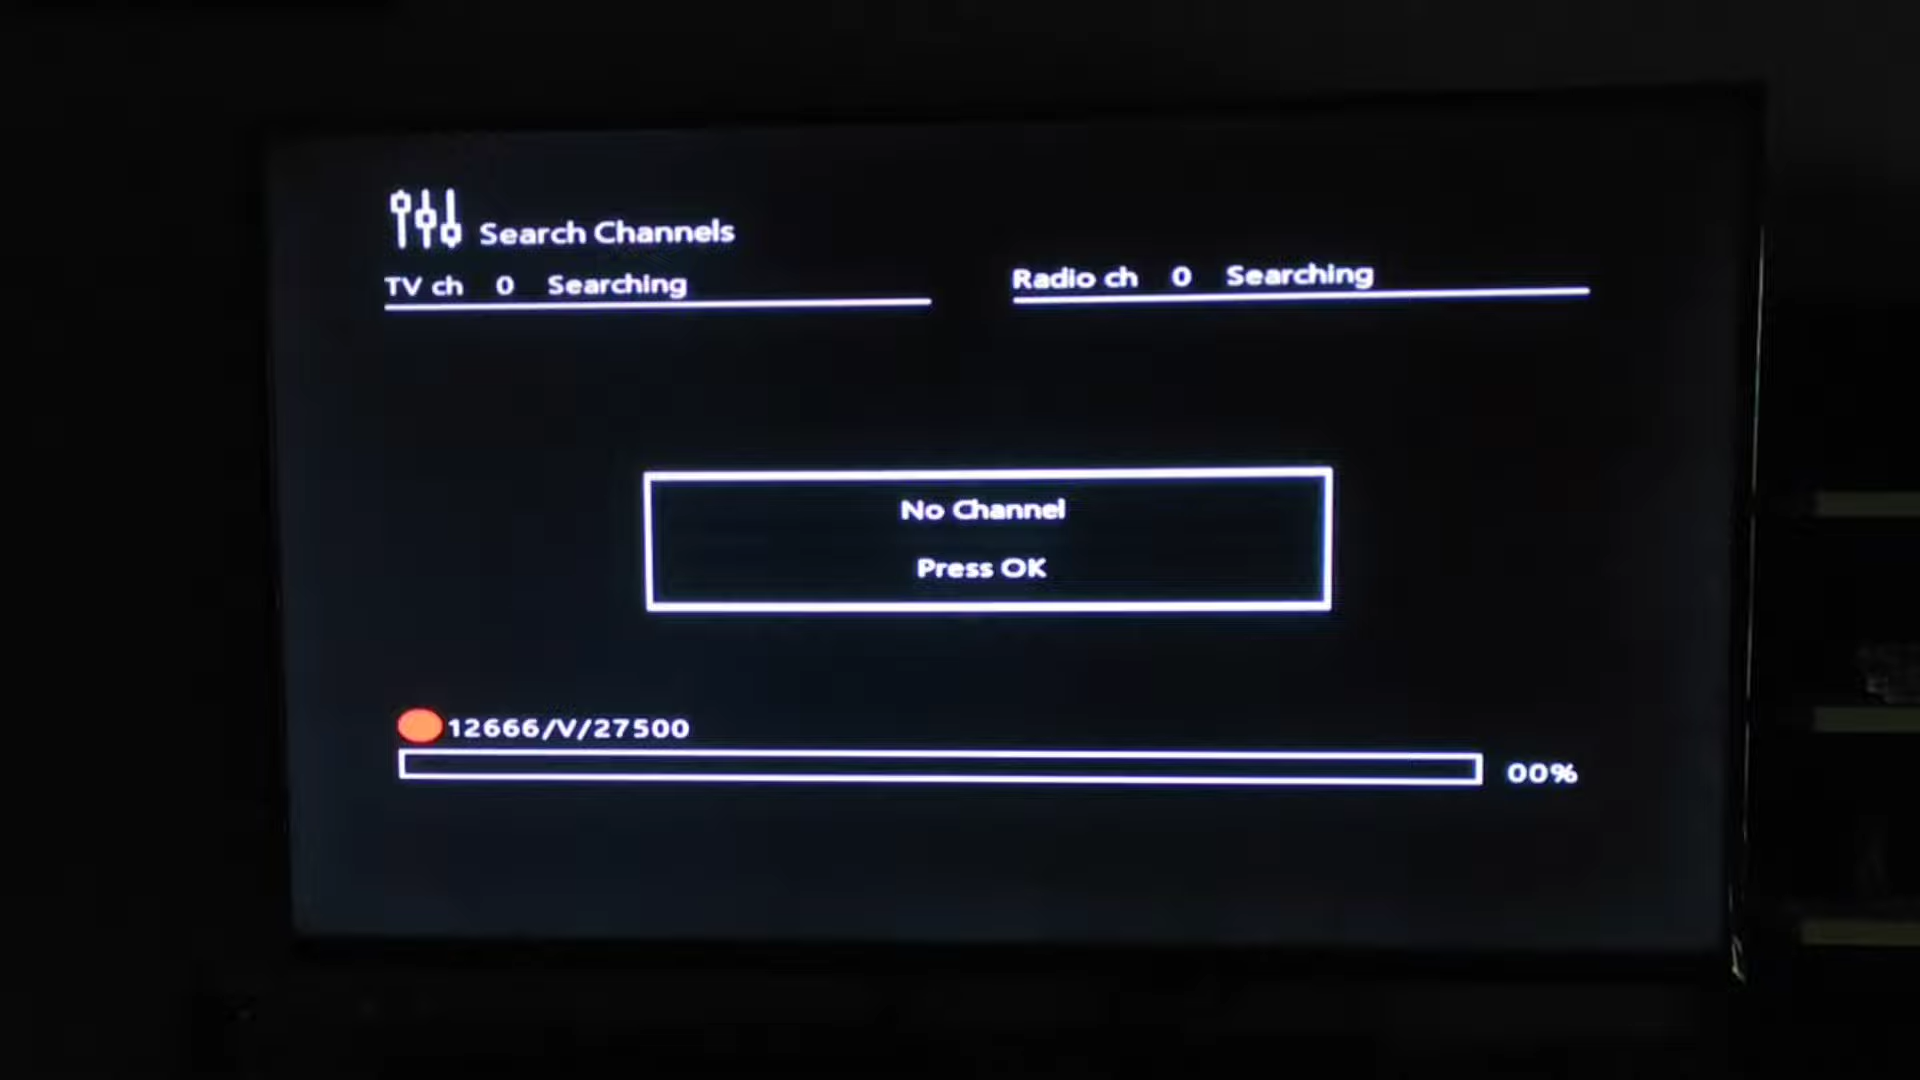 Search Channels
TV ch 0 Searching
Radio ch 0 Searching
No Channel
Press OK
12666/V/27500
00%